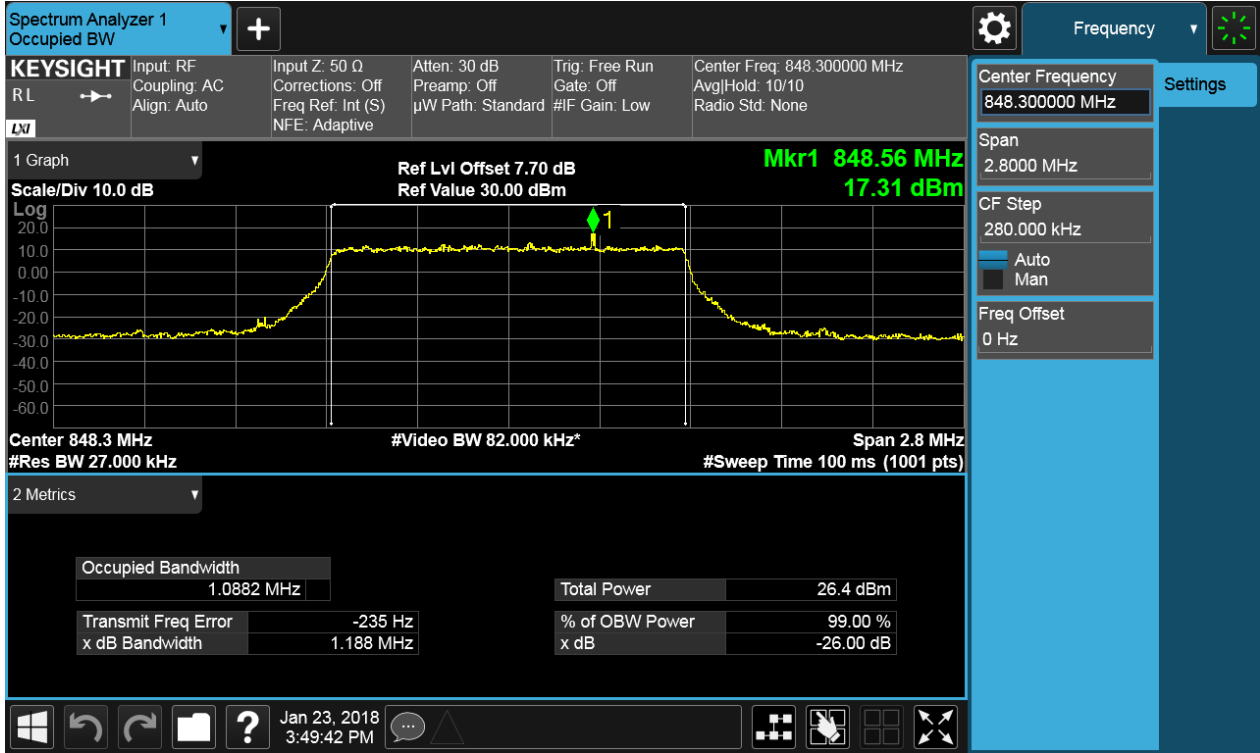 Spectrum Analyzer 1
Occupied BW
Frequency
KEYSIGHT
RL
LXI
Input: RF
Coupling: AC
Align: Auto
Input Z: 50 Ω
Corrections: Off
Freq Ref: Int (S)
NFE: Adaptive
Atten: 30 dB
Preamp: Off
µW Path: Standard
Trig: Free Run
Gate: Off
#IF Gain: Low
Center Freq: 848.300000 MHz
Avg|Hold: 10/10
Radio Std: None
1 Graph
Scale/Div 10.0 dB
Ref Lvl Offset 7.70 dB
Ref Value 30.00 dBm
Mkr1 848.56 MHz
17.31 dBm
Log
20.0
10.0
0.00
-10.0
-20.0
-30.0
-40.0
-50.0
-60.0
1
Center 848.3 MHz
#Video BW 82.000 kHz*
Span 2.8 MHz
#Res BW 27.000 kHz
#Sweep Time 100 ms (1001 pts)
2 Metrics
Occupied Bandwidth
1.0882 MHz
Transmit Freq Error -235 Hz
x dB Bandwidth 1.188 MHz
Total Power 26.4 dBm
% of OBW Power 99.00 %
x dB -26.00 dB
Center Frequency
848.300000 MHz
Settings
Span
2.8000 MHz
CF Step
280.000 kHz
Auto
Man
Freq Offset
0 Hz
?
Jan 23, 2018
3:49:42 PM